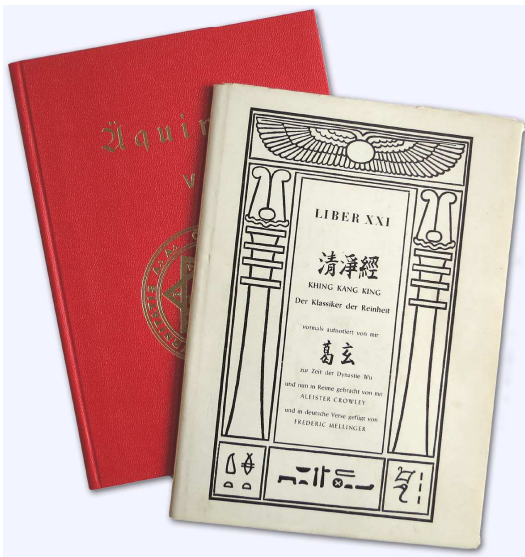 Äquin
LIBER XXI
清淨經
KHING KANG KING
Der Klassiker der Reinheit
vormals aufnotiert von mir
葛玄
zur Zeit der Dynastie Wu
und nun in Reime gebracht von mir
ALEISTER CROWLEY
und in deutsche Verse gefügt von
FREDERIC MELLINGER